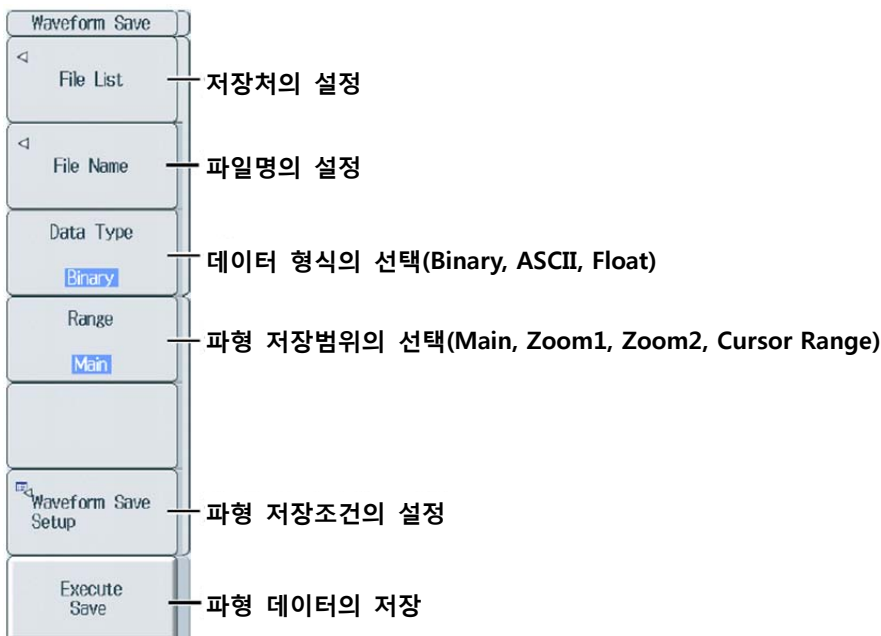 Waveform Save
File List
저장처의 설정
File Name
파일명의 설정
Data Type
Binary
데이터 형식의 선택(Binary, ASCII, Float)
Range
Main
파형 저장범위의 선택(Main, Zoom1, Zoom2, Cursor Range)
Waveform Save
Setup
파형 저장조건의 설정
Execute
Save
파형 데이터의 저장